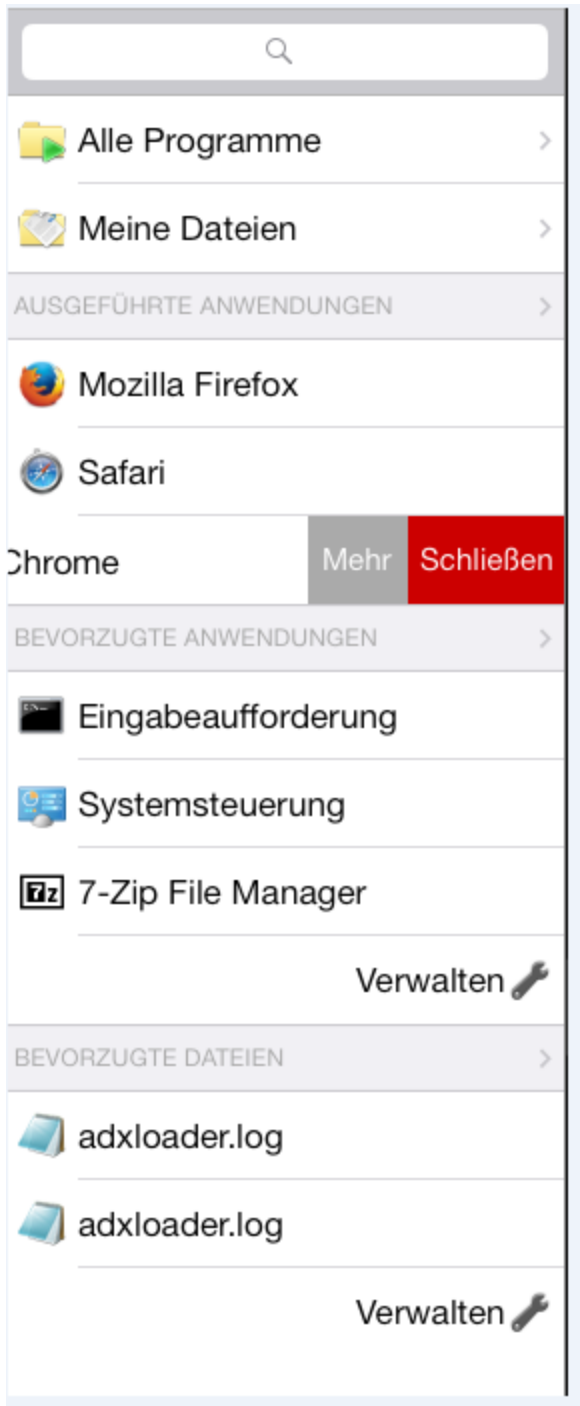 Alle Programme
Meine Dateien
AUSGEFÜHRTE ANWENDUNGEN
Mozilla Firefox
Safari
Chrome Mehr Schließen
BEVORZUGTE ANWENDUNGEN
Eingabeaufforderung
Systemsteuerung
7-Zip File Manager
Verwalten
BEVORZUGTE DATEIEN
adxloader.log
adxloader.log
Verwalten